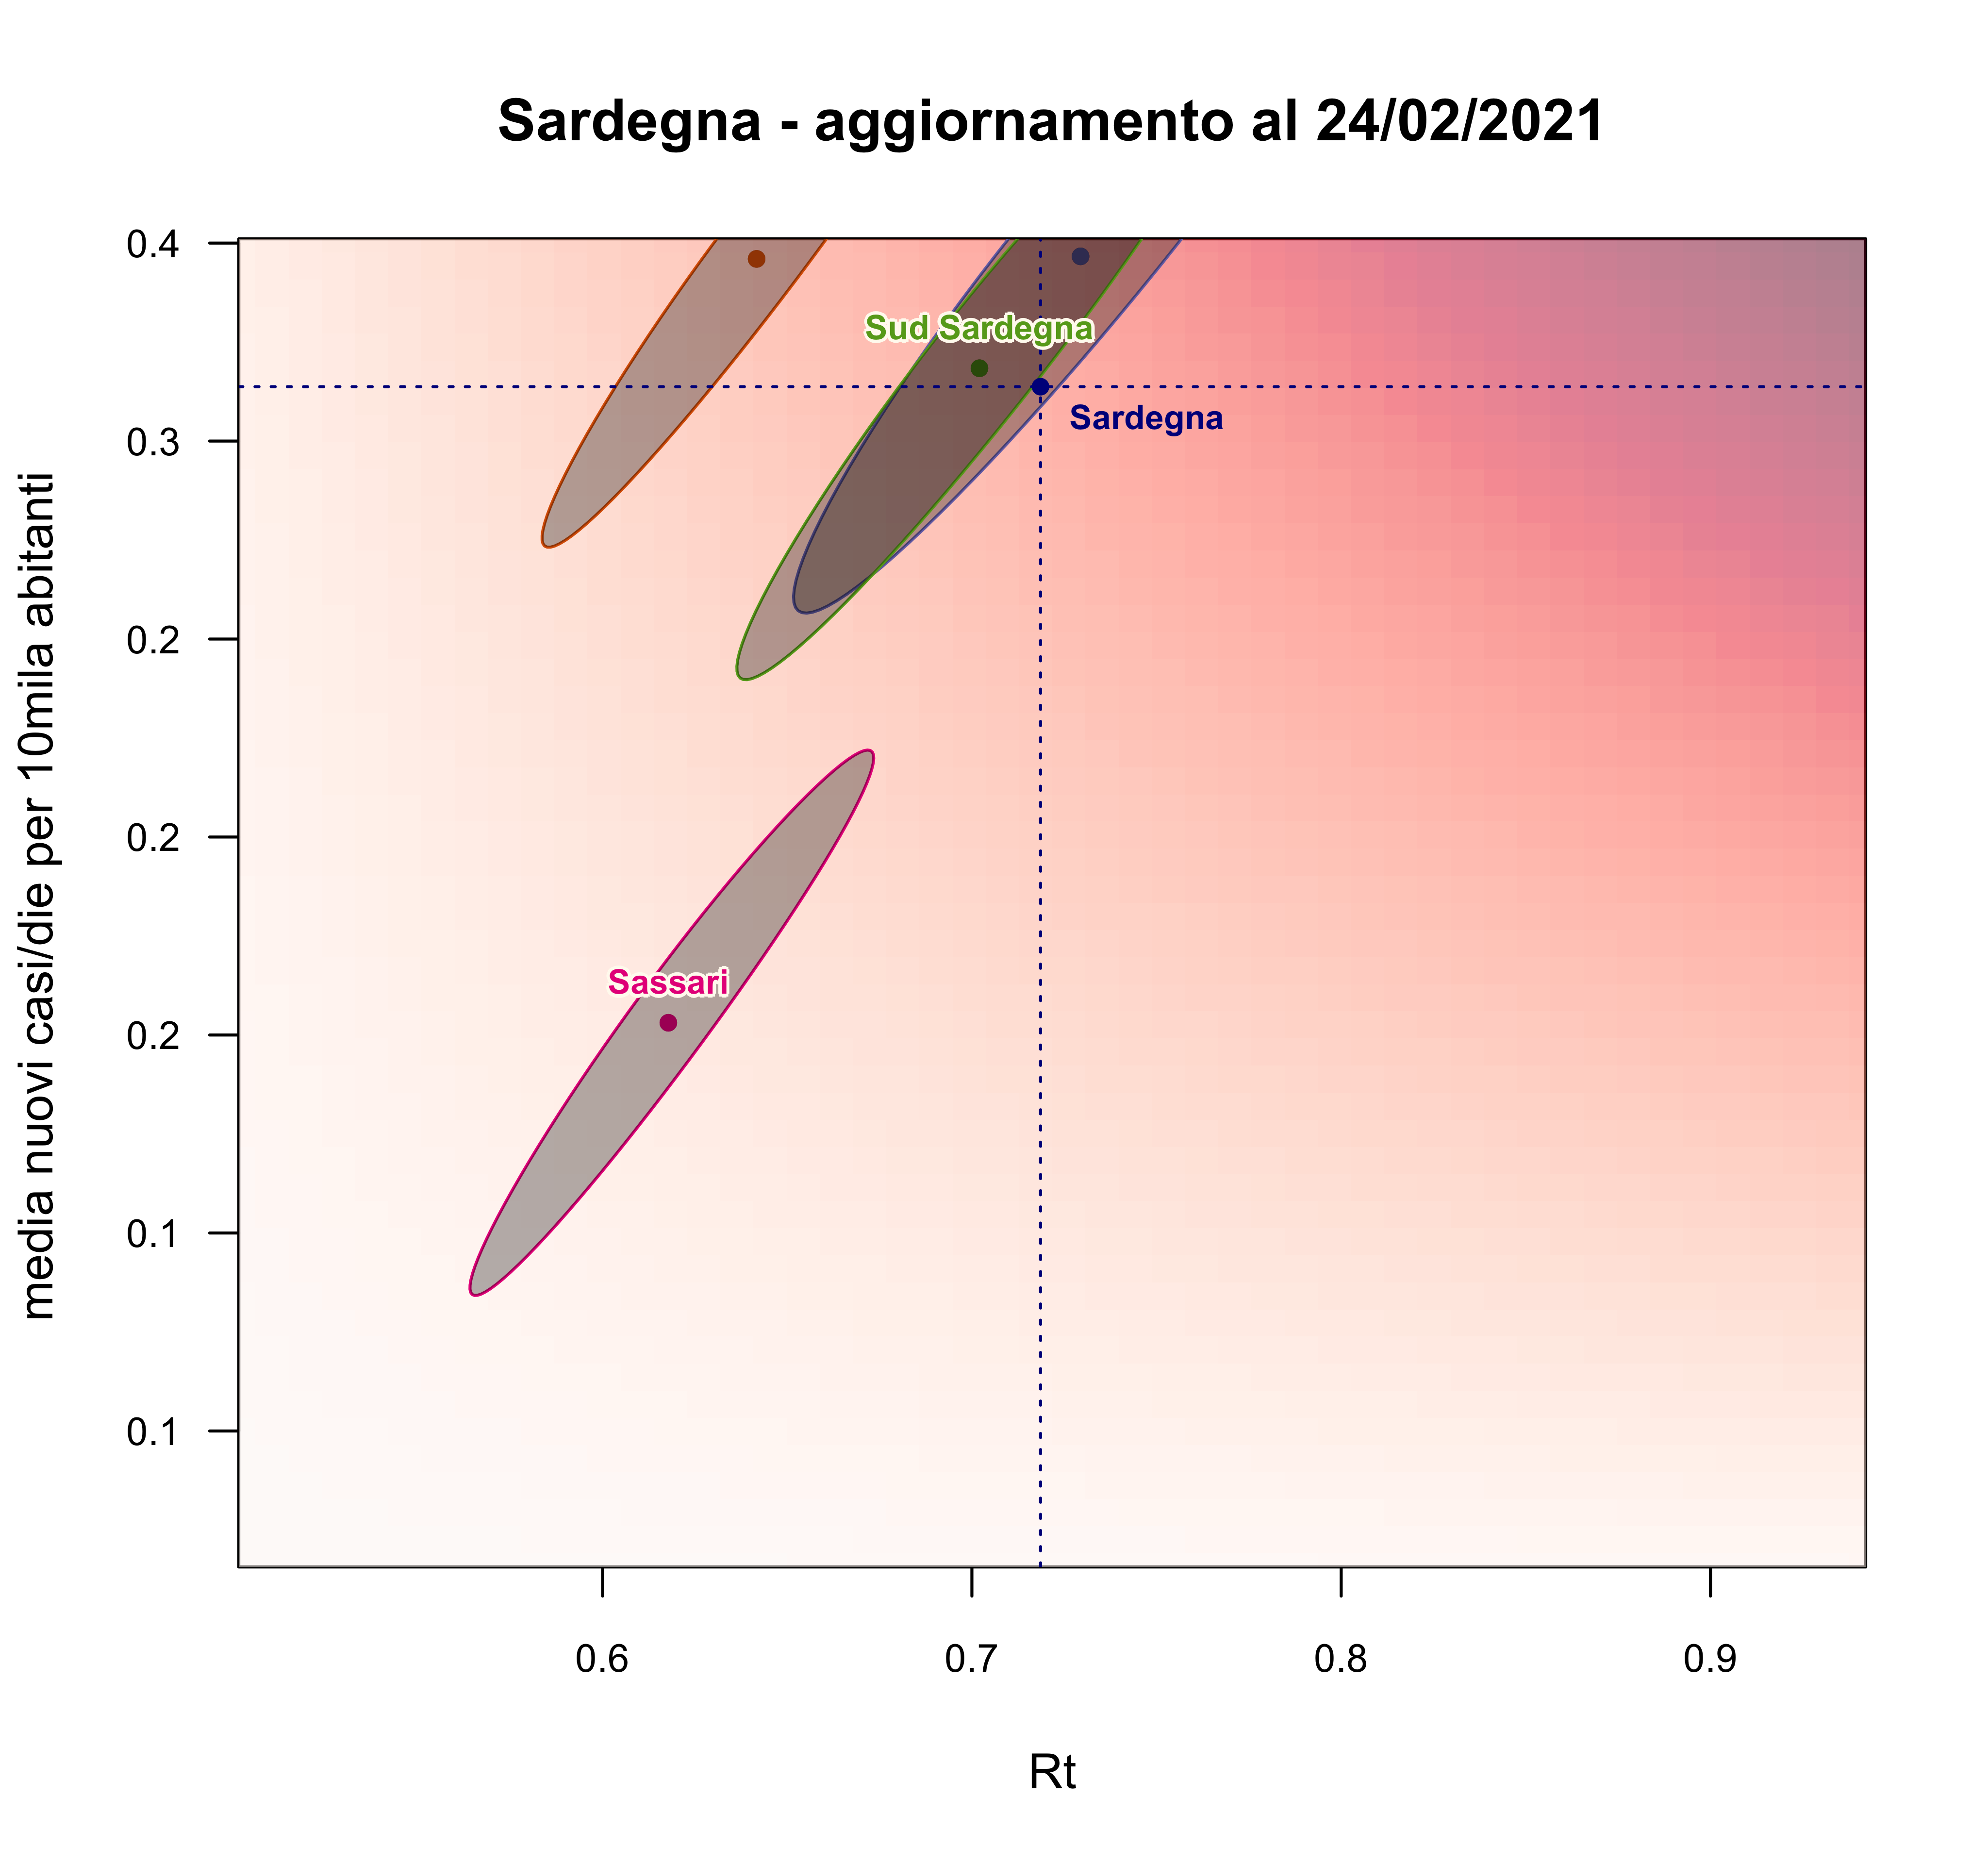 Sardegna - aggiornamento al 24/02/2021
media nuovi casi/die per 10mila abitanti
0.4
0.3
0.2
0.2
0.2
0.1
0.1
Sud Sardegna
Sardegna
Sassari
0.6
0.7
0.8
0.9
Rt